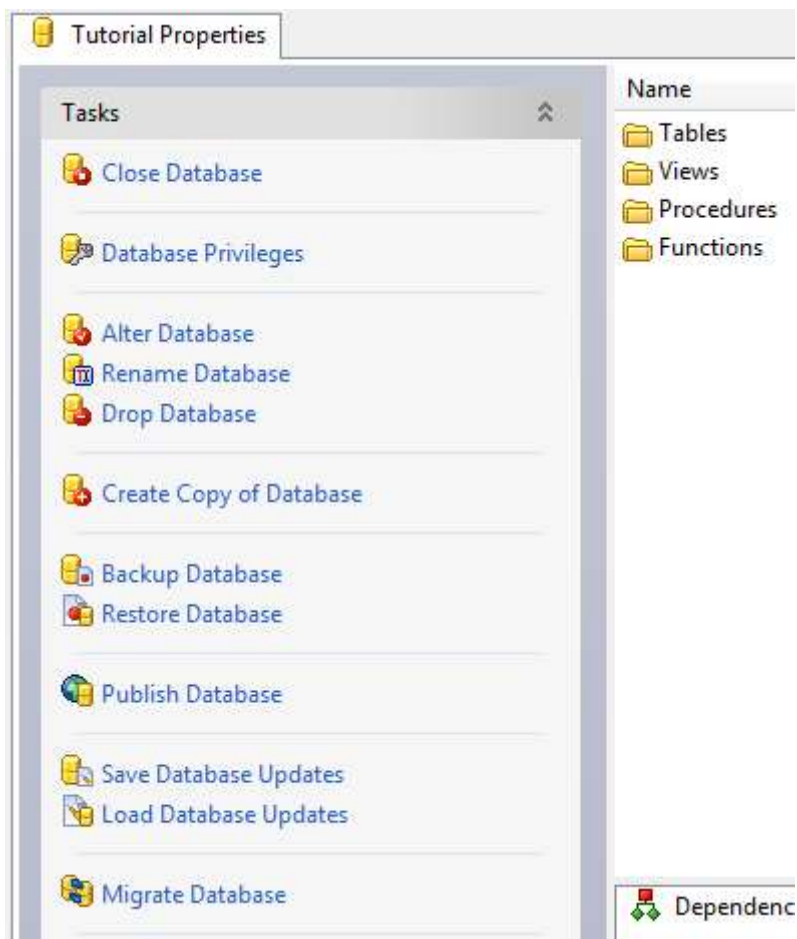 Tutorial Properties
Tasks
Close Database
Database Privileges
Alter Database
Rename Database
Drop Database
Create Copy of Database
Backup Database
Restore Database
Publish Database
Save Database Updates
Load Database Updates
Migrate Database
Name
Tables
Views
Procedures
Functions
Dependenc